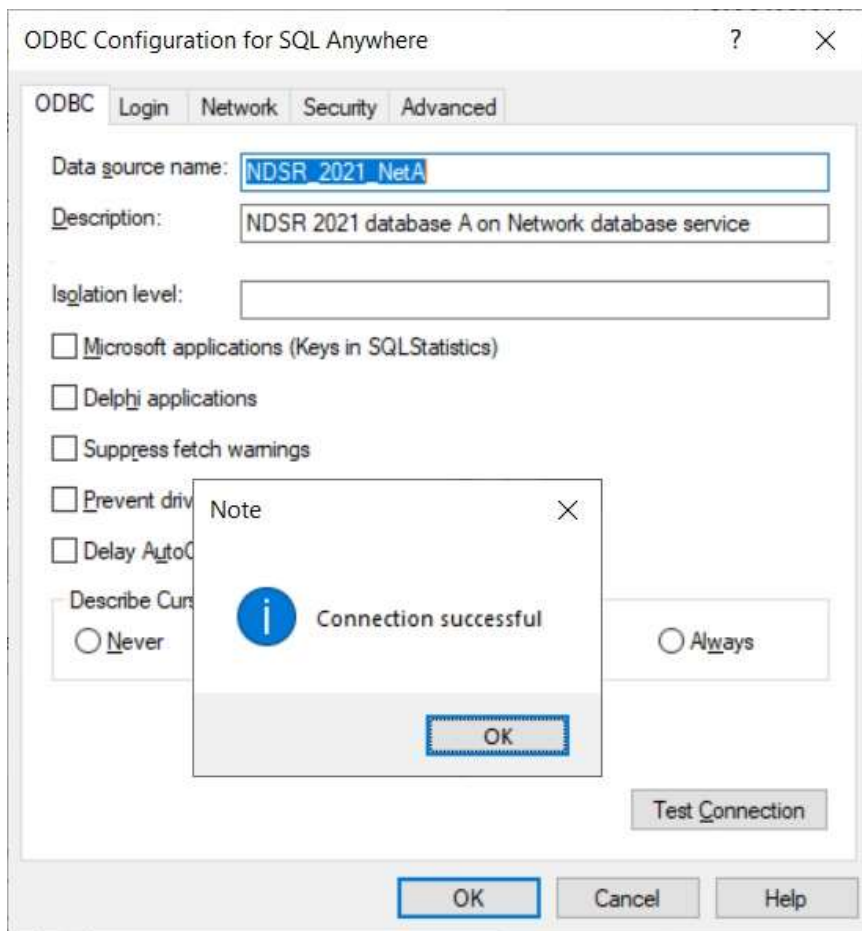 ODBC Configuration for SQL Anywhere ?
ODBC Login Network Security Advanced
Data source name: NDSR_2021_NetA
Description: NDSR 2021 database A on Network database service
Isolation level:
Microsoft applications (Keys in SQLStatistics)
Delphi applications
Suppress fetch warnings
Prevent driv
Delay AutoC
Describe Curs
Never Always
Note
Connection successful
OK
Test Connection
OK Cancel Help